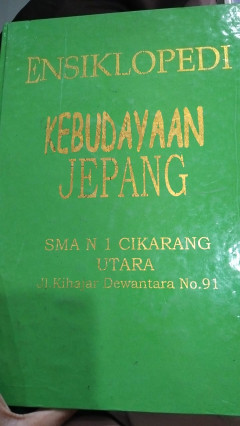 ENSIKLOPEDI
KEBUDAYAAN
JEPANG
SMA N 1 CIKARANG
UTARA
Jl Kihajar Dewantara No.91